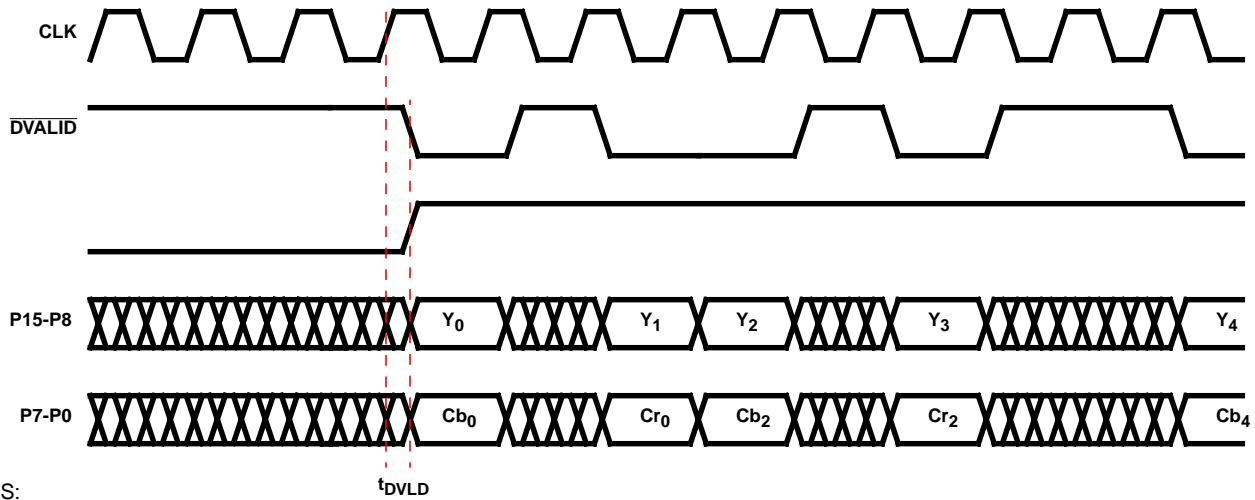 CLK
DVALID
P15-P8 Y0 Y1 Y2 Y3 Y4
P7-P0 Cb0 Cr0 Cb2 Cr2 Cb4
tDVLD
S: